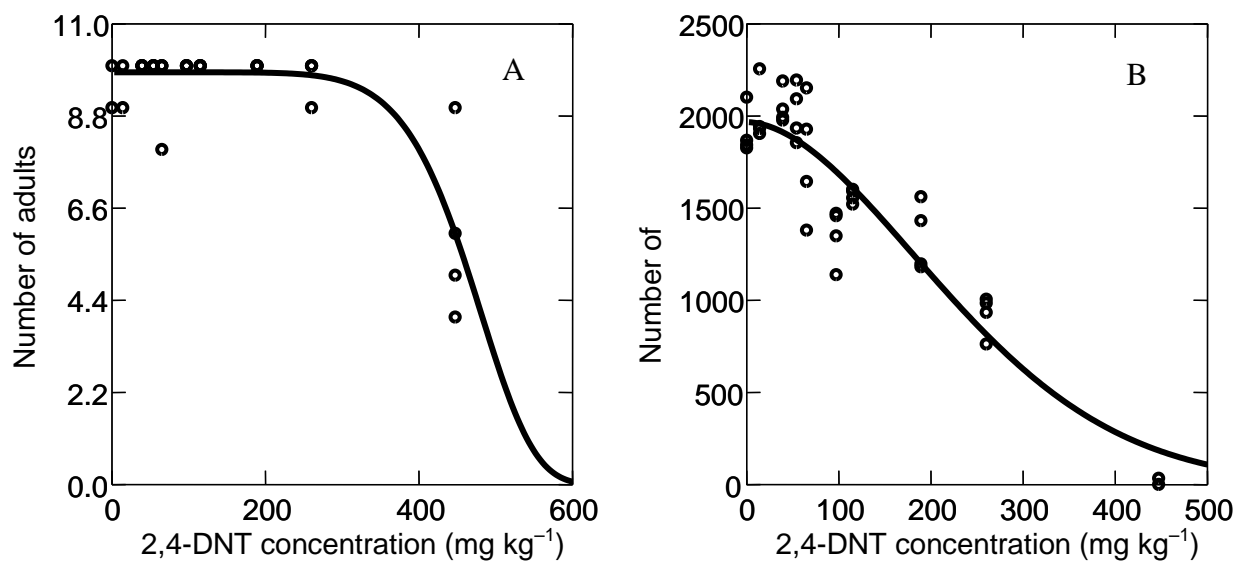 11.0
8.8
6.6
4.4
2.2
0.0
Number of adults
A
0 200 400 600
2,4-DNT concentration (mg kg⁻¹)
2500
2000
1500
1000
500
0
Number of
B
0 100 200 300 400 500
2,4-DNT concentration (mg kg⁻¹)